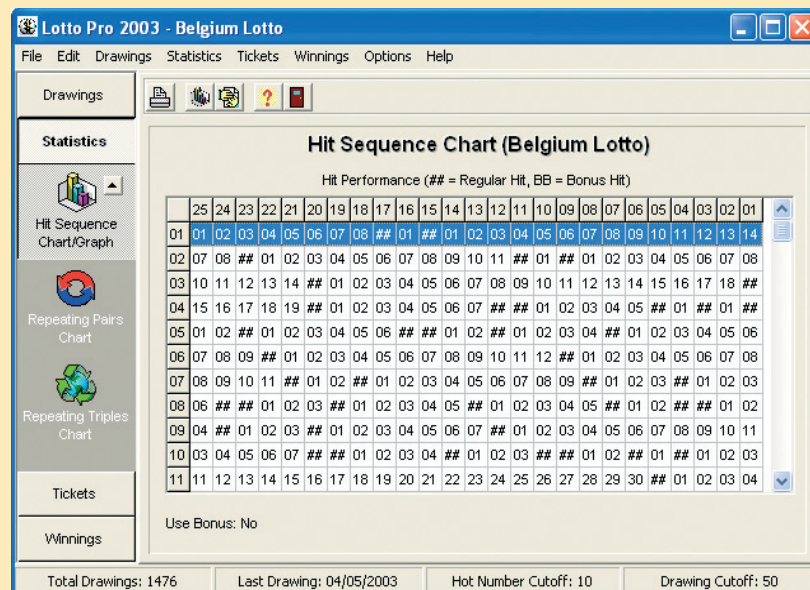 Lotto Pro 2003 - Belgium Lotto
File Edit Drawings Statistics Tickets Winnings Options Help
Drawings
Statistics
Hit Sequence
Chart/Graph
Repeating Pairs
Chart
Repeating Triples
Chart
Tickets
Winnings
Hit Sequence Chart (Belgium Lotto)
Hit Performance (## = Regular Hit, BB = Bonus Hit)
25 24 23 22 21 20 19 18 17 16 15 14 13 12 11 10 09 08 07 06 05 04 03 02 01
01 01 02 03 04 05 06 07 08 ## 01 ## 01 02 03 04 05 06 07 08 09 10 11 12 13 14
02 07 08 ## 01 02 03 04 05 06 07 08 09 10 11 ## 01 ## 01 02 03 04 05 06 07 08
03 10 11 12 13 14 ## 01 02 03 04 05 06 07 08 09 10 11 12 13 14 15 16 17 18 ##
04 15 16 17 18 19 ## 01 02 03 04 05 06 07 ## ## 01 02 03 04 05 ## 01 ## 01 ##
05 01 02 ## 01 02 03 04 05 06 ## ## 01 02 ## 01 02 03 04 ## 01 02 03 04 05 06
06 07 08 09 ## 01 02 03 04 05 06 07 08 09 10 11 12 ## 01 02 03 04 05 06 07 08
07 08 09 10 11 ## 01 02 ## 01 02 03 04 05 06 07 08 09 ## 01 02 03 ## 01 02 03
08 06 ## ## 01 02 03 ## 01 02 03 04 05 ## 01 02 03 04 05 ## 01 02 ## ## 01 02
09 04 ## 01 02 03 ## 01 02 03 04 05 06 07 ## 01 02 03 04 05 06 07 08 09 10 11
10 03 04 05 06 07 ## ## 01 02 03 04 ## 01 02 03 ## ## 01 02 ## 01 ## 01 02 03
11 11 12 13 14 15 16 17 18 19 20 21 22 23 24 25 26 27 28 29 30 ## 01 02 03 04
Use Bonus: No
Total Drawings: 1476 Last Drawing: 04/05/2003 Hot Number Cutoff: 10 Drawing Cutoff: 50